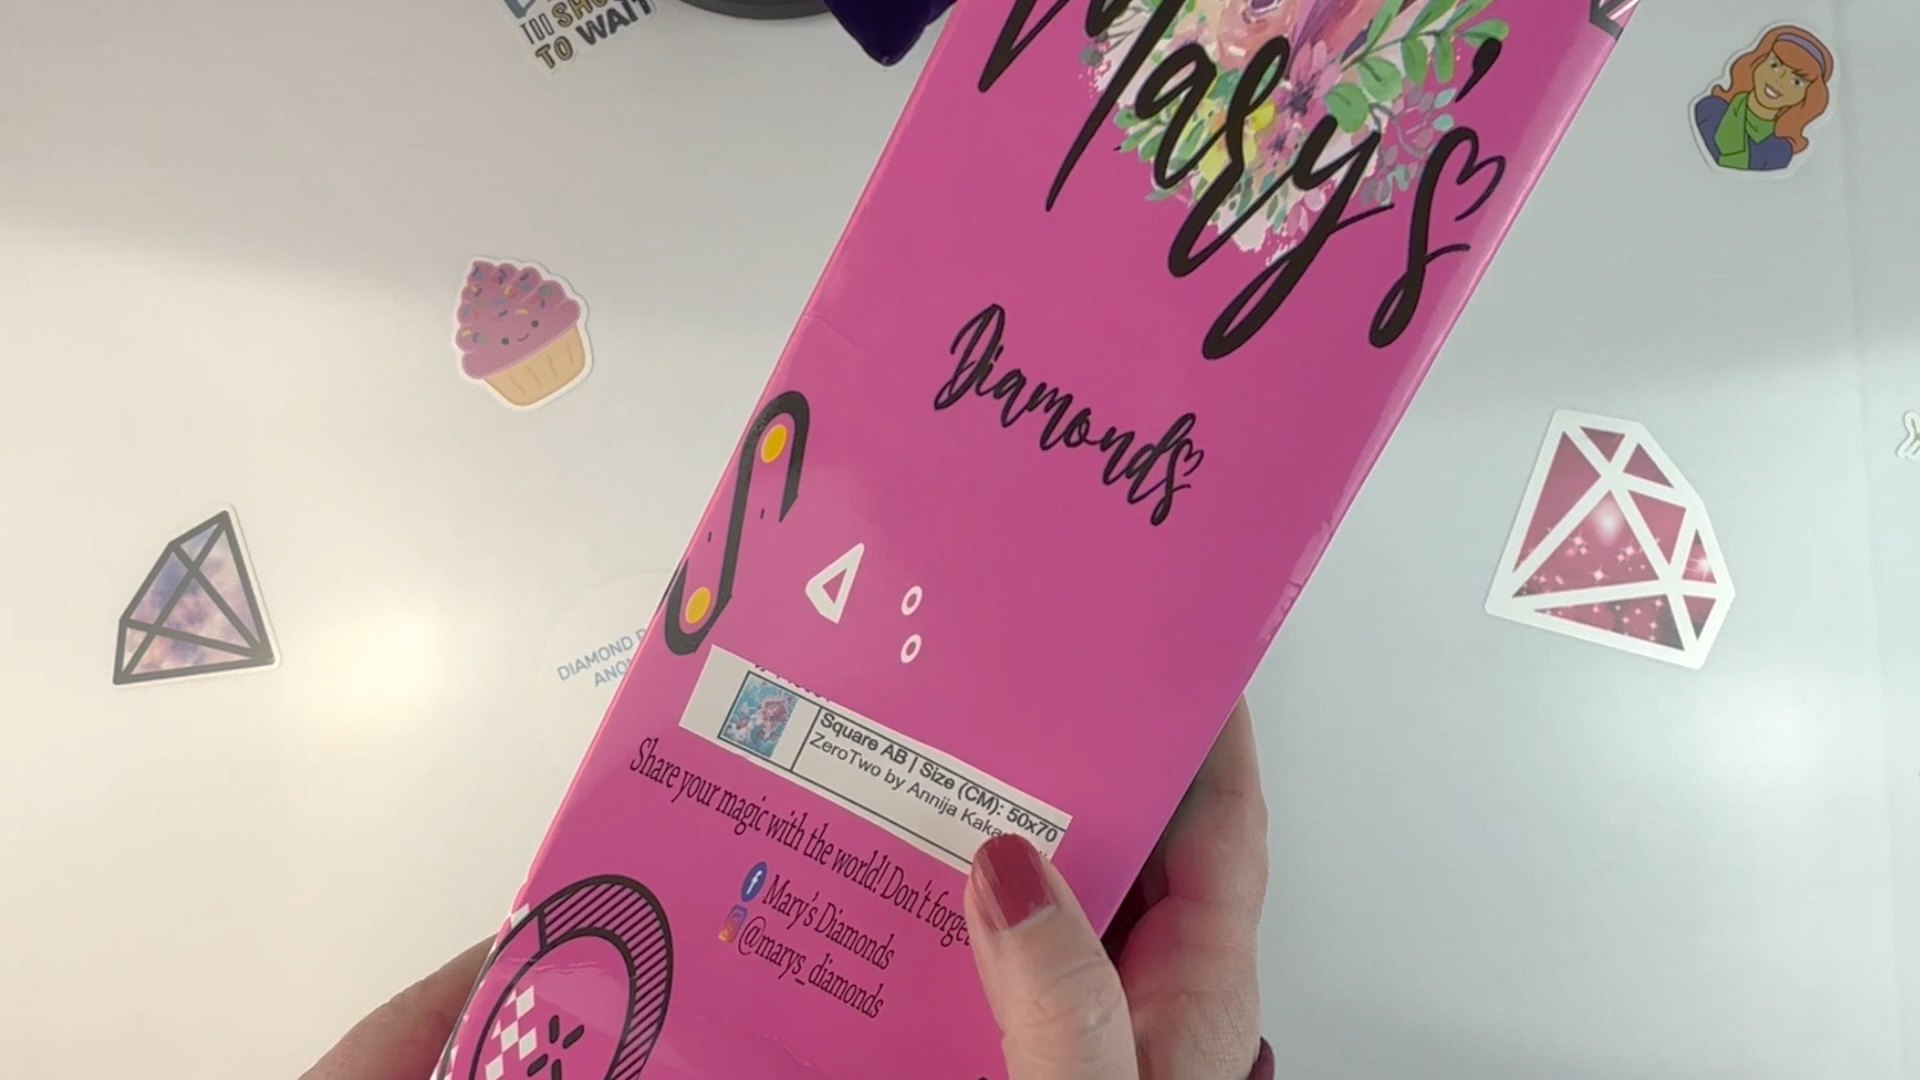 TO WAIT
Mary's
Diamonds
DIAMOND
Square AB | Size (CM): 50x70
ZeroTwo by Annija
Share your magic with the world! Don't forget
Mary's Diamonds
@marys_diamonds